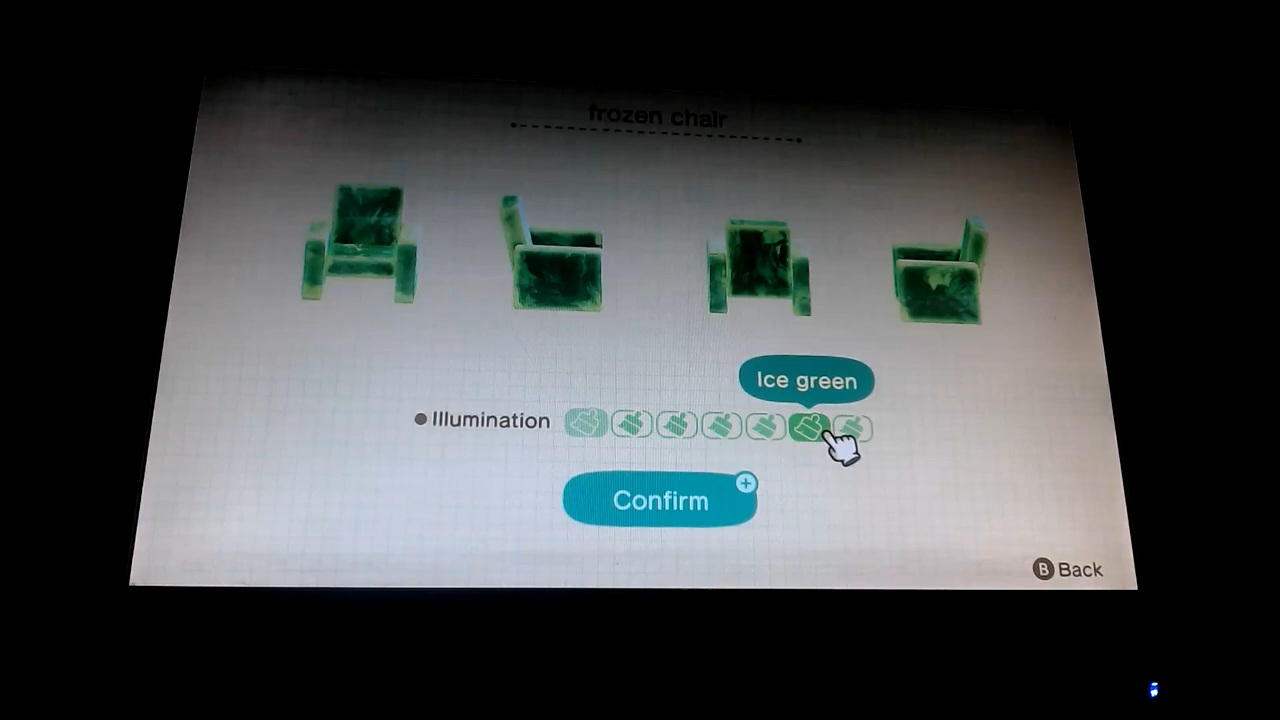 frozen chair
Ice green
Illumination
Confirm
B Back